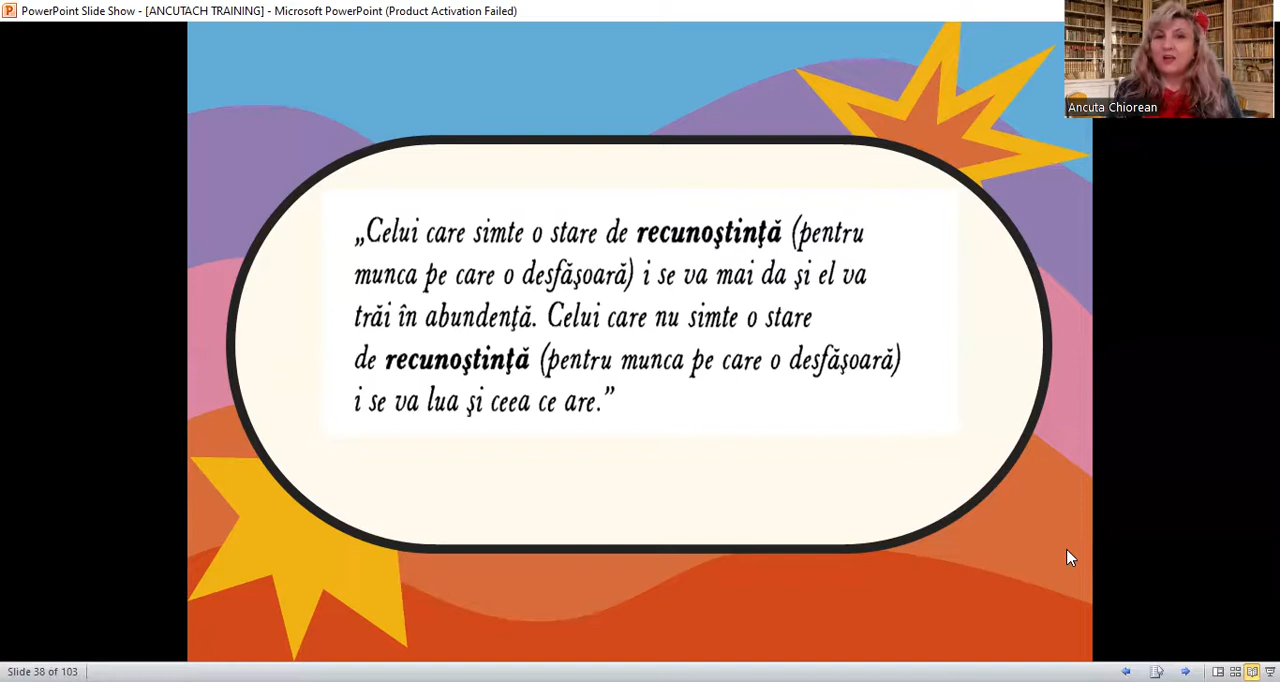 PowerPoint Slide Show - [ANCUTACH TRAINING] - Microsoft PowerPoint (Product Activation Failed)
Ancuta Chiorean
„Celui care simte o stare de recunoştinţă (pentru
munca pe care o desfăşoară) i se va mai da şi el va
trăi în abundenţă. Celui care nu simte o stare
de recunoştinţă (pentru munca pe care o desfăşoară)
i se va lua şi ceea ce are.”
Slide 38 of 103